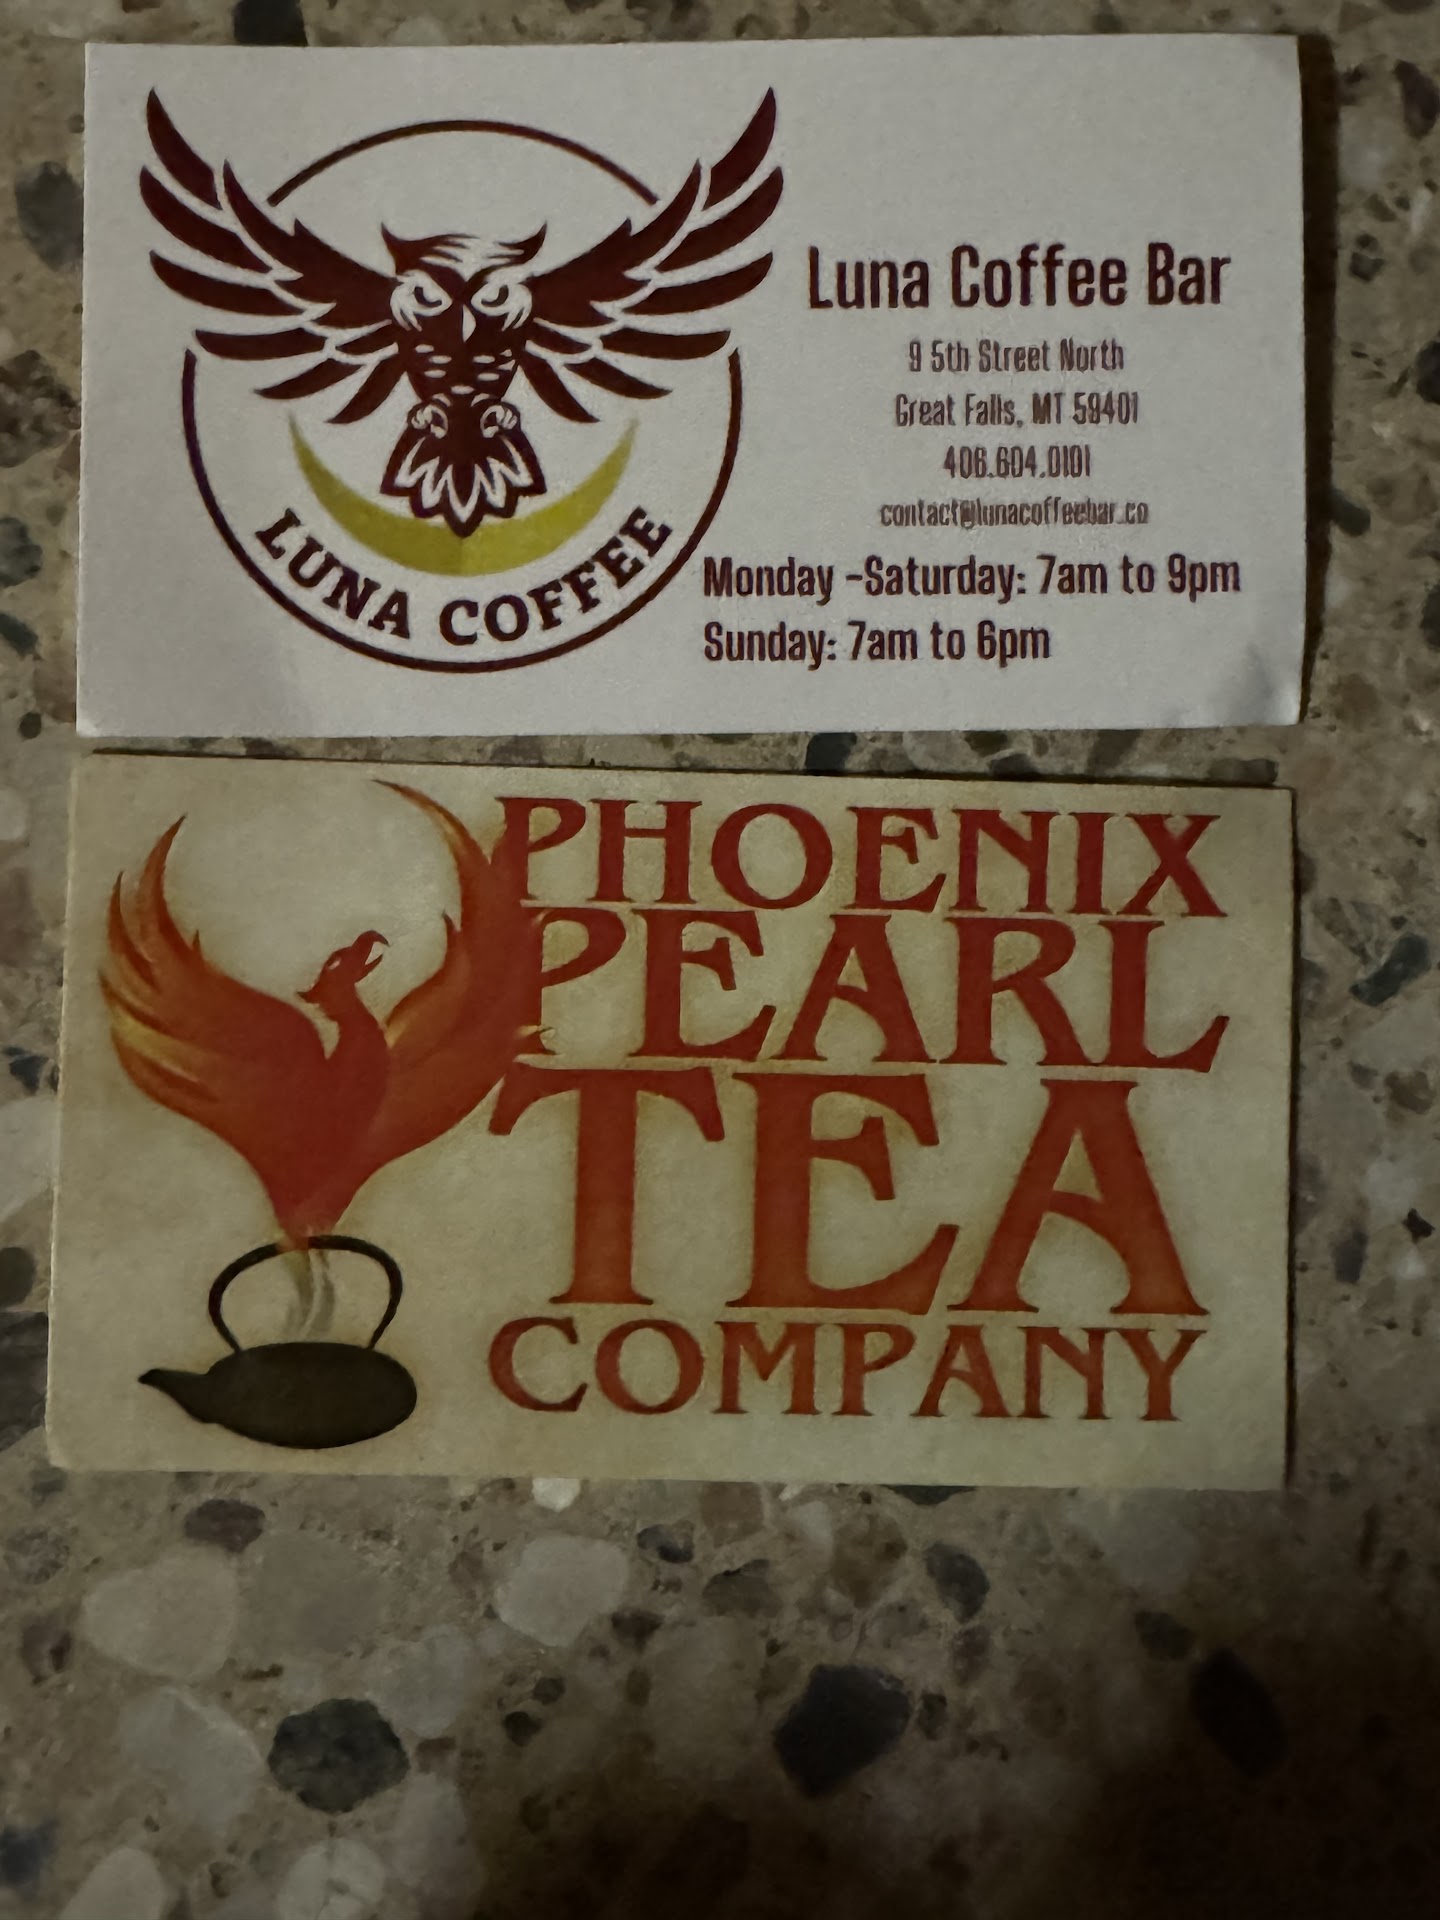 LUNA COFFEE
Luna Coffee Bar
9 5th Street North
Great Falls, MT 59401
406.604.0101
contact@lunacoffeebar.co
Monday -Saturday: 7am to 9pm
Sunday: 7am to 6pm
PHOENIX
PEARL
TEA
COMPANY